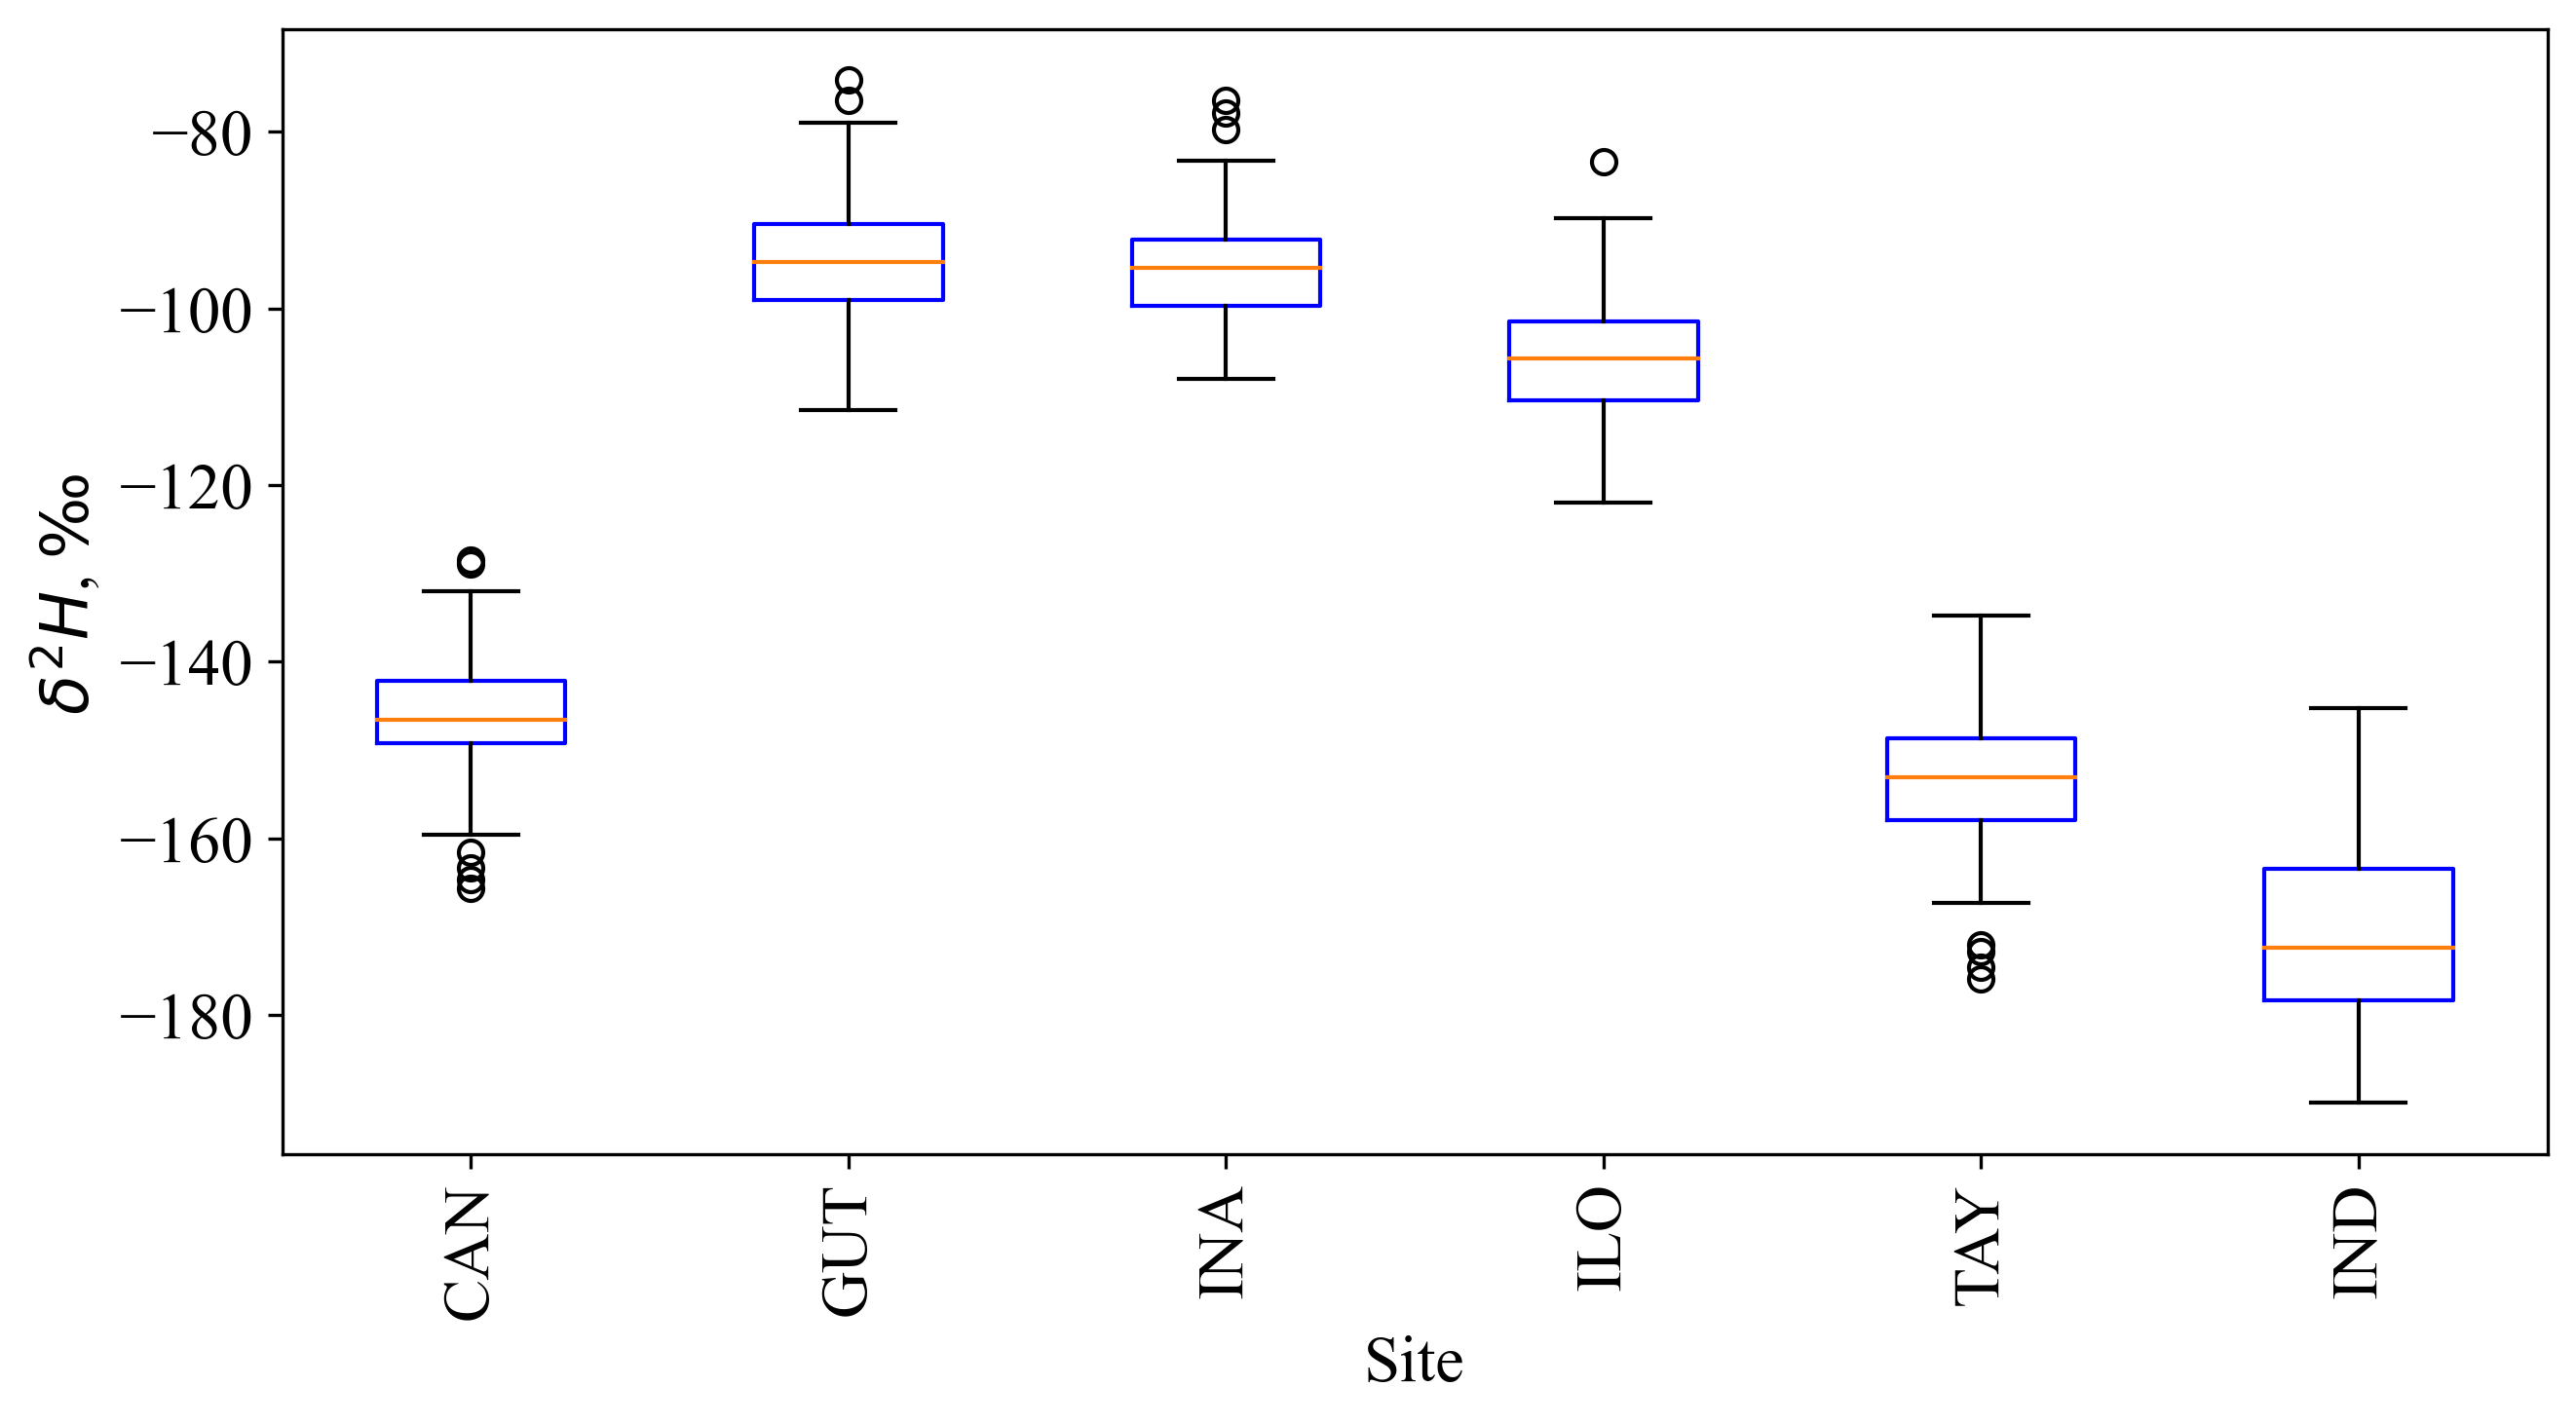 δ²H, ‰
−80
−100
−120
−140
−160
−180
CAN
GUT
INA
ILO
TAY
IND
Site